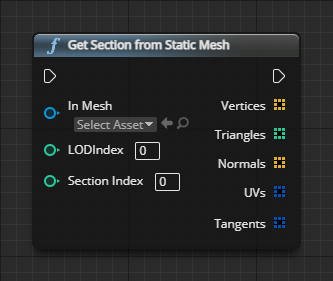 f Get Section from Static Mesh
In Mesh
Select Asset
LODIndex 0
Section Index 0
Vertices
Triangles
Normals
UVs
Tangents